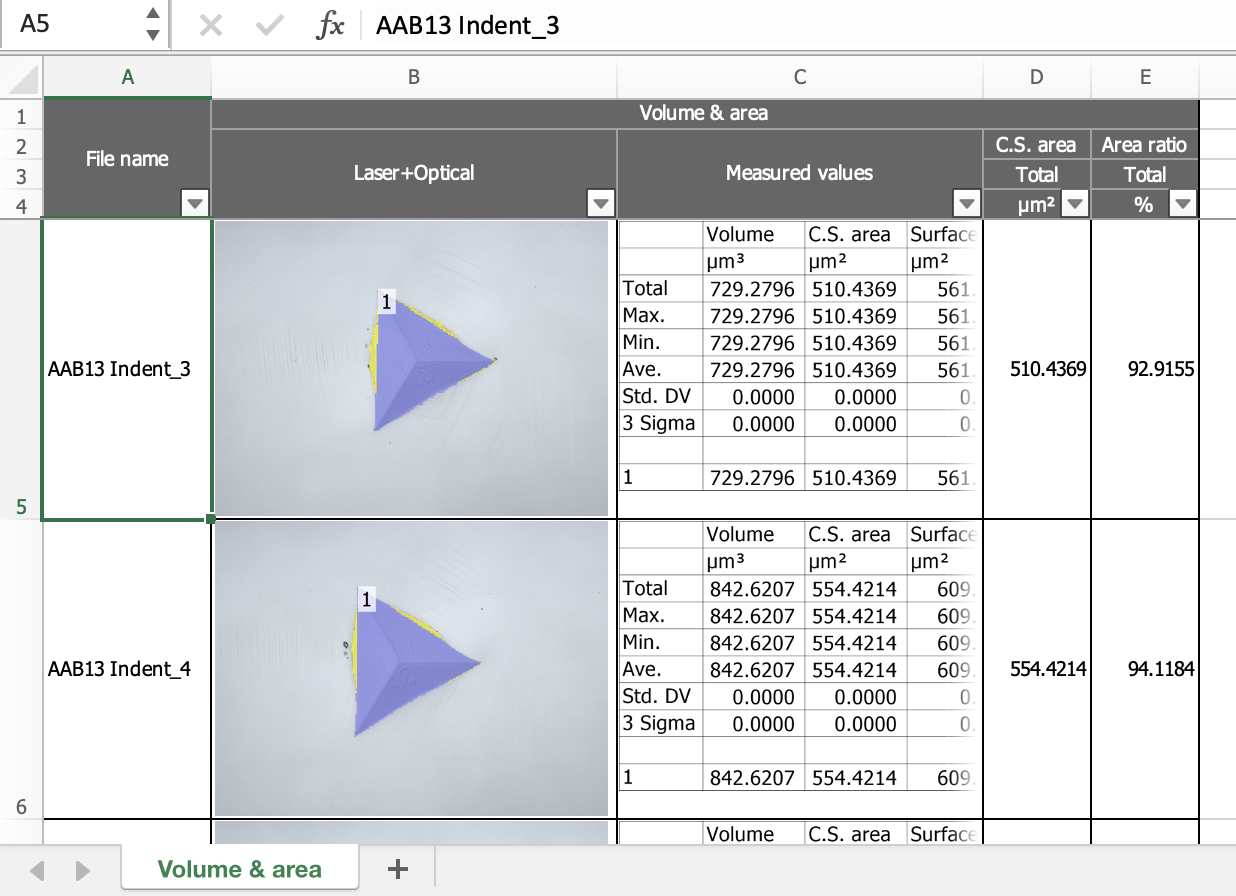 A5 fx AAB13 Indent_3
A B C D E
1 Volume & area
2 C.S. area Area ratio
File name Laser+Optical Measured values
3 Total Total
4 µm² %
Volume C.S. area Surface
µm³ µm² µm²
Total 729.2796 510.4369 561.
Max. 729.2796 510.4369 561.
Min. 729.2796 510.4369 561.
AAB13 Indent_3 1 Ave. 729.2796 510.4369 561. 510.4369 92.9155
Std. DV 0.0000 0.0000 0.
3 Sigma 0.0000 0.0000 0.
1 729.2796 510.4369 561.
5
Volume C.S. area Surface
µm³ µm² µm²
Total 842.6207 554.4214 609.
Max. 842.6207 554.4214 609.
Min. 842.6207 554.4214 609.
AAB13 Indent_4 1 Ave. 842.6207 554.4214 609. 554.4214 94.1184
Std. DV 0.0000 0.0000 0.
3 Sigma 0.0000 0.0000 0.
1 842.6207 554.4214 609.
6
Volume C.S. area Surface
Volume & area +